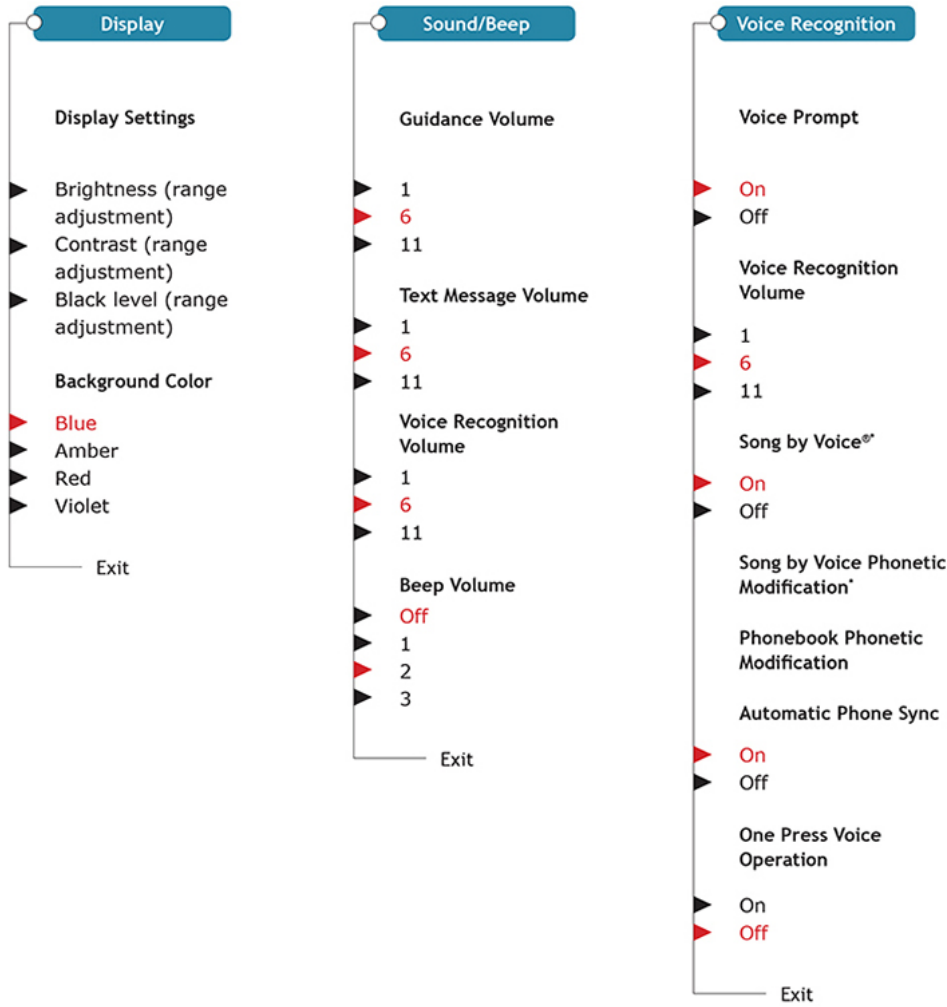 Display
Display Settings
Brightness (range
adjustment)
Contrast (range
adjustment)
Black level (range
adjustment)
Background Color
Blue
Amber
Red
Violet
Exit
Sound/Beep
Guidance Volume
1
6
11
Text Message Volume
1
6
11
Voice Recognition
Volume
1
6
11
Beep Volume
Off
1
2
3
Exit
Voice Recognition
Voice Prompt
On
Off
Voice Recognition
Volume
1
6
11
Song by Voice®*
On
Off
Song by Voice Phonetic
Modification*
Phonebook Phonetic
Modification
Automatic Phone Sync
On
Off
One Press Voice
Operation
On
Off
Exit